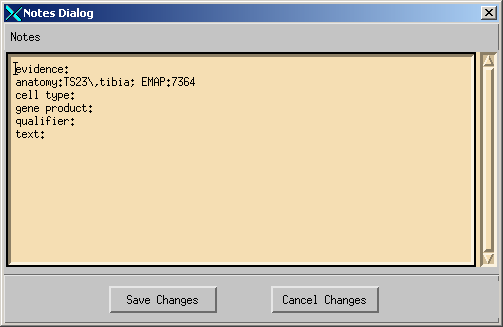 Notes Dialog
Notes
evidence:
anatomy:TS23\,tibia; EMAP:7364
cell type:
gene product:
qualifier:
text:
Save Changes Cancel Changes